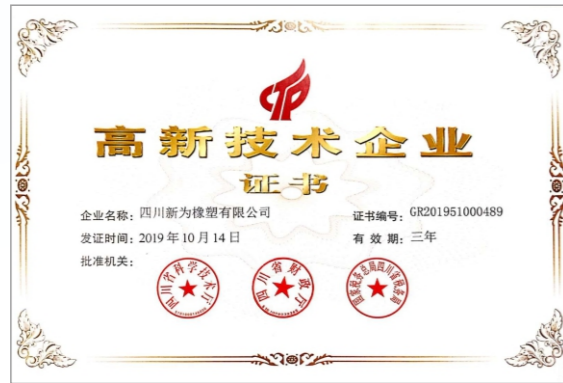 高新技术企业
证书
企业名称：四川新为橡塑有限公司
证书编号：GR201951000489
发证时间：2019年10月14日
有效期：三年
批准机关：
四川省科学技术厅
四川省财政厅
国家税务总局四川省税务局